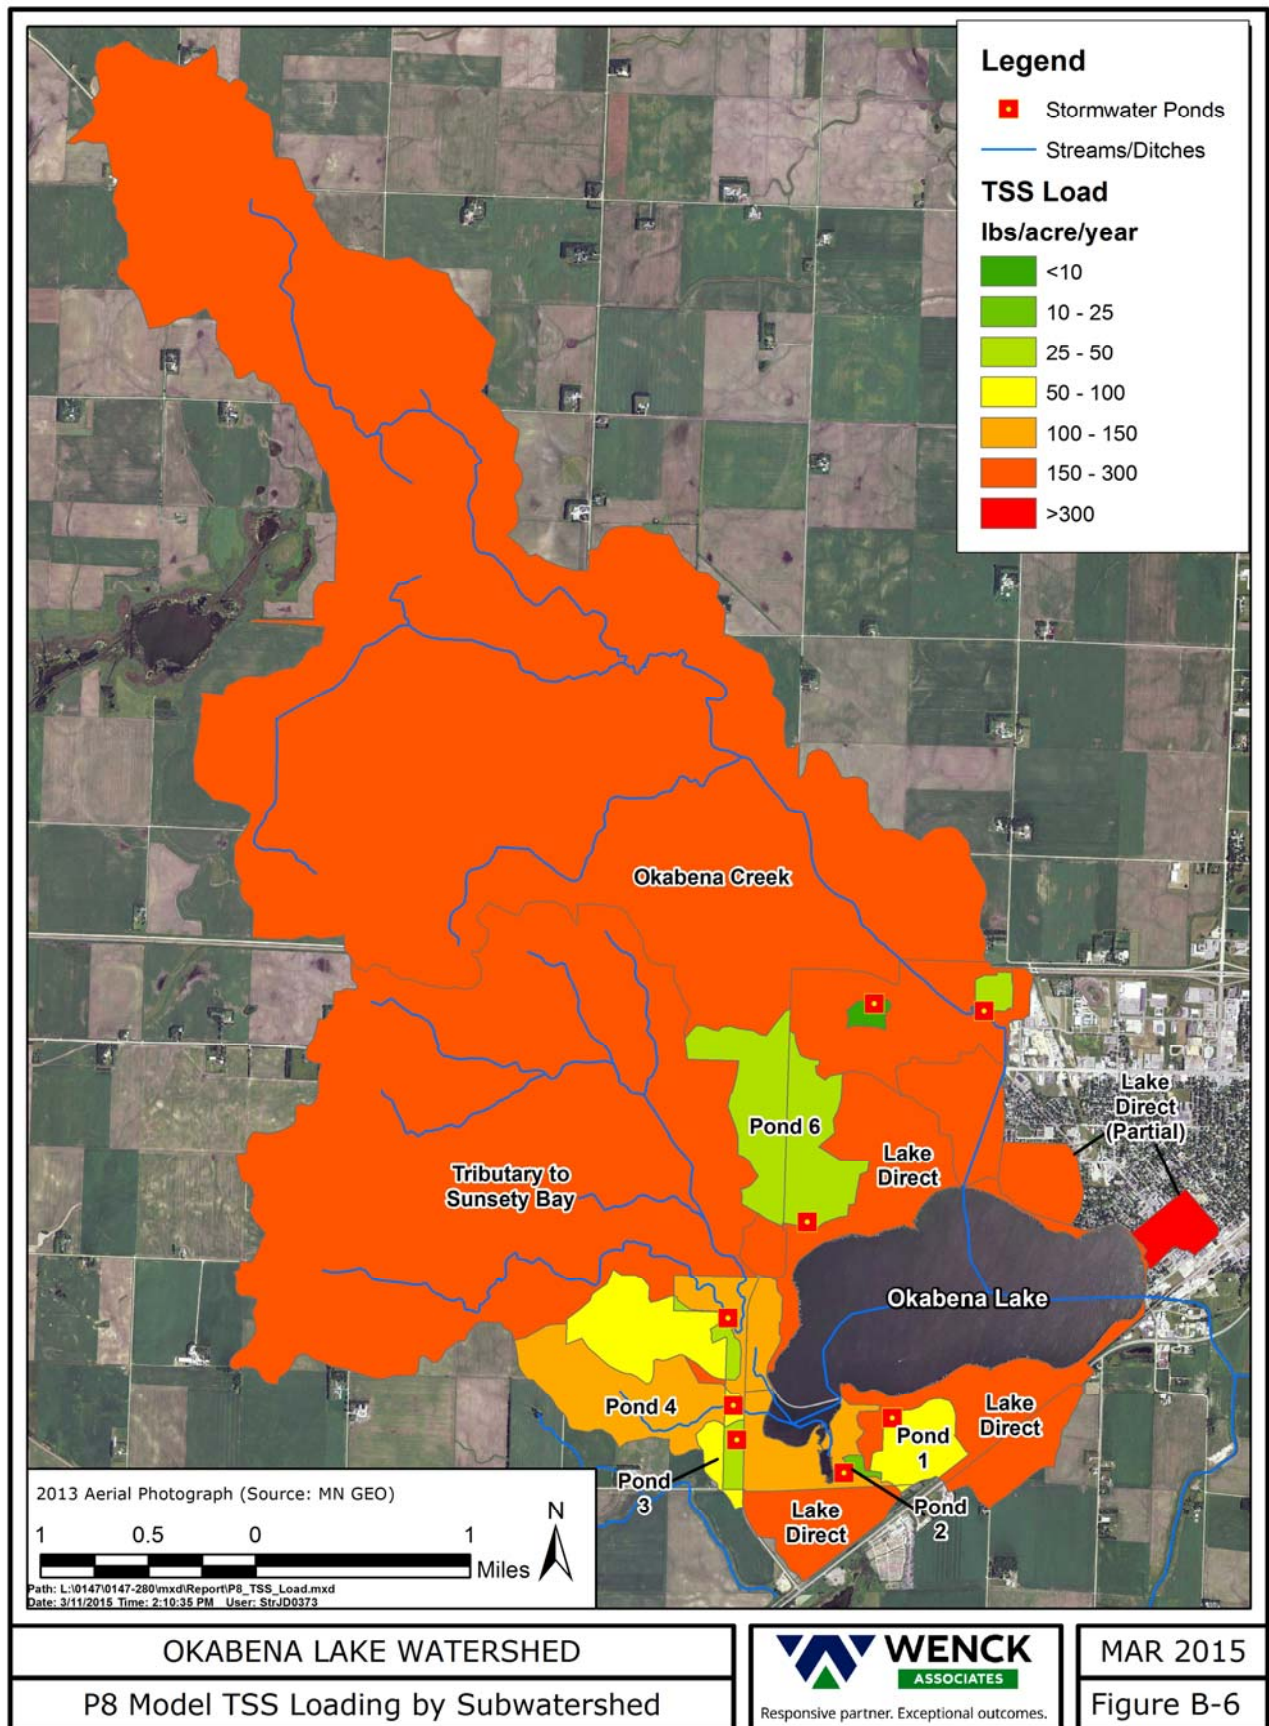 Legend
Stormwater Ponds
Streams/Ditches
TSS Load
lbs/acre/year
<10
10 - 25
25 - 50
50 - 100
100 - 150
150 - 300
>300
Okabena Creek
Lake
Direct
(Partial)
Pond 6
Lake
Direct
Tributary to
Sunsety Bay
Okabena Lake
Pond 4
Lake
Direct
Pond
1
Pond
3
Pond
2
Lake
Direct
2013 Aerial Photograph (Source: MN GEO)
1 0.5 0 1
Miles
N
Path: L:\0147\0147-280\mxd\Report\P8_TSS_Load.mxd
Date: 3/11/2015 Time: 2:10:35 PM User: StrJD0373
OKABENA LAKE WATERSHED
P8 Model TSS Loading by Subwatershed
WENCK
ASSOCIATES
Responsive partner. Exceptional outcomes.
MAR 2015
Figure B-6